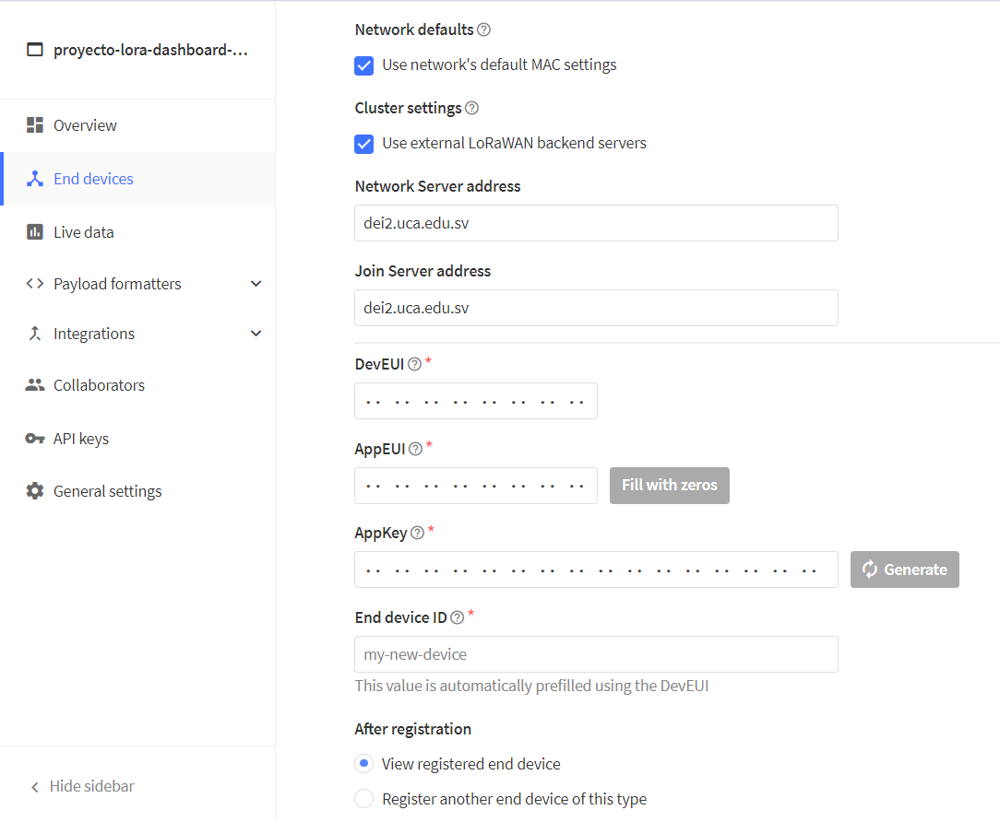 proyecto-lora-dashboard-...
Overview
End devices
Live data
Payload formatters
Integrations
Collaborators
API keys
General settings
Hide sidebar
Network defaults
Use network's default MAC settings
Cluster settings
Use external LoRaWAN backend servers
Network Server address
dei2.uca.edu.sv
Join Server address
dei2.uca.edu.sv
DevEUI *
·· ·· ·· ·· ·· ·· ·· ··
AppEUI *
·· ·· ·· ·· ·· ·· ·· ·· Fill with zeros
AppKey *
·· ·· ·· ·· ·· ·· ·· ·· ·· ·· ·· ·· ·· ·· ·· ·· Generate
End device ID *
my-new-device
This value is automatically prefilled using the DevEUI
After registration
View registered end device
Register another end device of this type